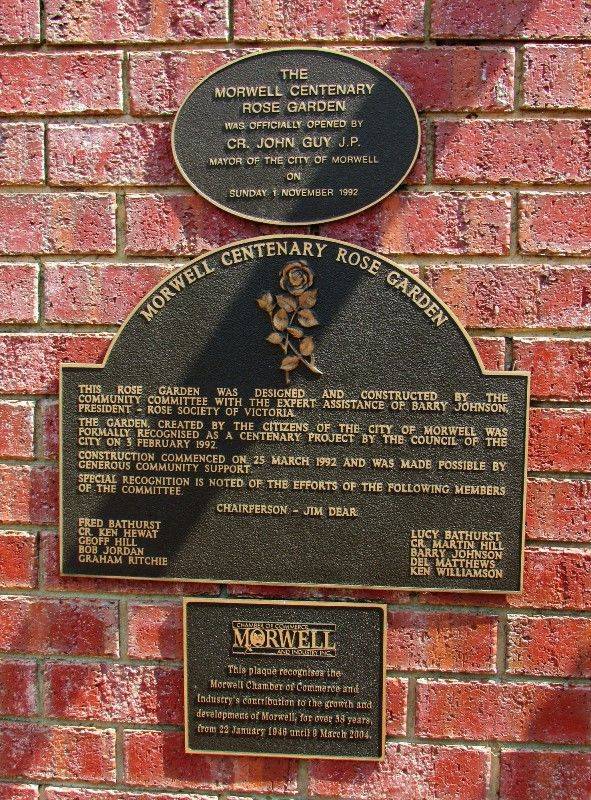 THE
MORWELL CENTENARY
ROSE GARDEN
WAS OFFICIALLY OPENED BY
CR. JOHN GUY J.P.
MAYOR OF THE CITY OF MORWELL
ON
SUNDAY 1 NOVEMBER 1992
MORWELL CENTENARY ROSE GARDEN
THIS ROSE GARDEN WAS DESIGNED AND CONSTRUCTED BY THE
COMMUNITY COMMITTEE WITH THE EXPERT ASSISTANCE OF BARRY JOHNSON,
PRESIDENT - ROSE SOCIETY OF VICTORIA
THE GARDEN, CREATED BY THE CITIZENS OF THE CITY OF MORWELL WAS
FORMALLY RECOGNISED AS A CENTENARY PROJECT BY THE COUNCIL OF THE
CITY ON 3 FEBRUARY 1992.
CONSTRUCTION COMMENCED ON 25 MARCH 1992 AND WAS MADE POSSIBLE BY
GENEROUS COMMUNITY SUPPORT.
SPECIAL RECOGNITION IS NOTED OF THE EFFORTS OF THE FOLLOWING MEMBERS
OF THE COMMITTEE.
CHAIRPERSON - JIM DEAR
FRED BATHURST
CR. KEN HEWAT
GEOFF HILL
BOB JORDAN
GRAHAM RITCHIE
LUCY BATHURST
CR. MARTIN HILL
BARRY JOHNSON
DEL MATTHEWS
KEN WILLIAMSON
CHAMBER OF COMMERCE
MORWELL
AND INDUSTRY INC.
This plaque recognises the
Morwell Chamber of Commerce and
Industry's contribution to the growth and
development of Morwell, for over 58 years,
from 22 January 1946 until 9 March 2004.